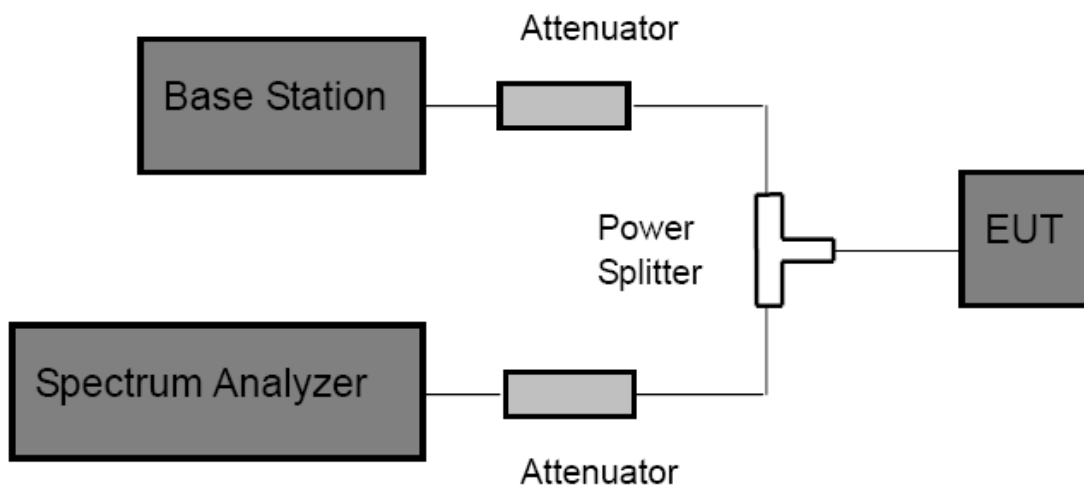 Attenuator
Base Station
Power
Splitter
EUT
Spectrum Analyzer
Attenuator